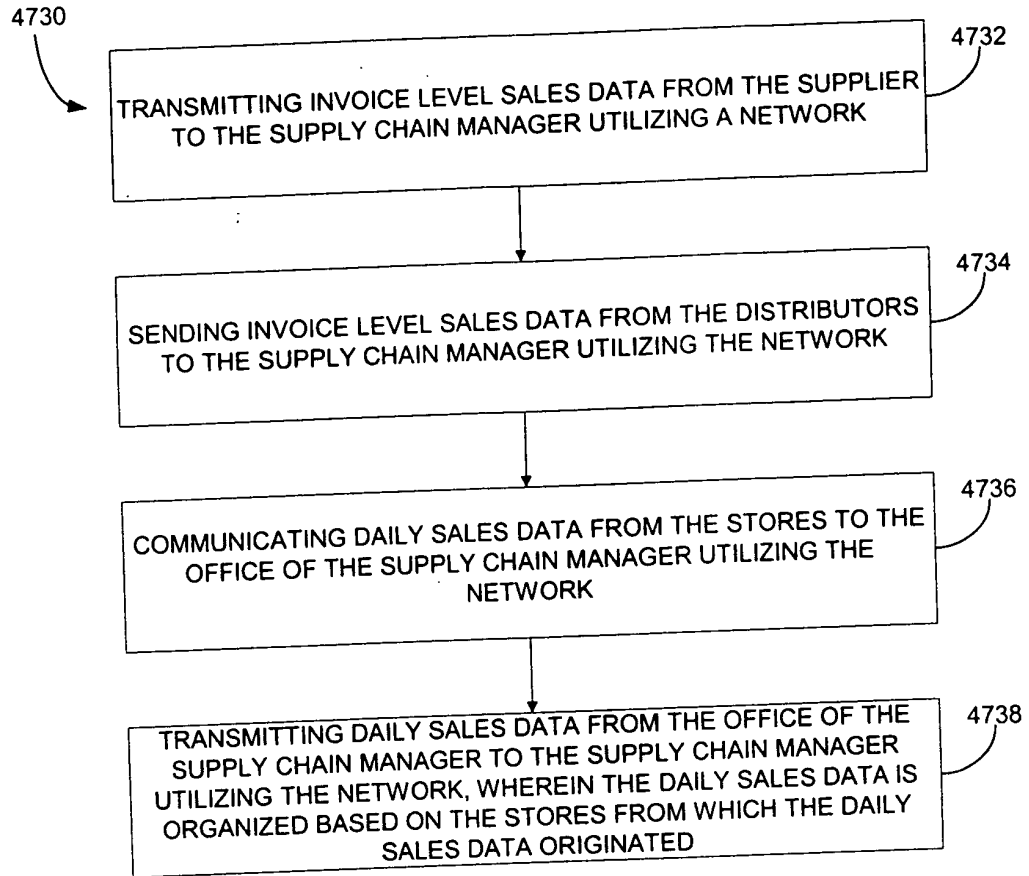 4730
4732
TRANSMITTING INVOICE LEVEL SALES DATA FROM THE SUPPLIER
TO THE SUPPLY CHAIN MANAGER UTILIZING A NETWORK
4734
SENDING INVOICE LEVEL SALES DATA FROM THE DISTRIBUTORS
TO THE SUPPLY CHAIN MANAGER UTILIZING THE NETWORK
4736
COMMUNICATING DAILY SALES DATA FROM THE STORES TO THE
OFFICE OF THE SUPPLY CHAIN MANAGER UTILIZING THE
NETWORK
4738
TRANSMITTING DAILY SALES DATA FROM THE OFFICE OF THE
SUPPLY CHAIN MANAGER TO THE SUPPLY CHAIN MANAGER
UTILIZING THE NETWORK, WHEREIN THE DAILY SALES DATA IS
ORGANIZED BASED ON THE STORES FROM WHICH THE DAILY
SALES DATA ORIGINATED